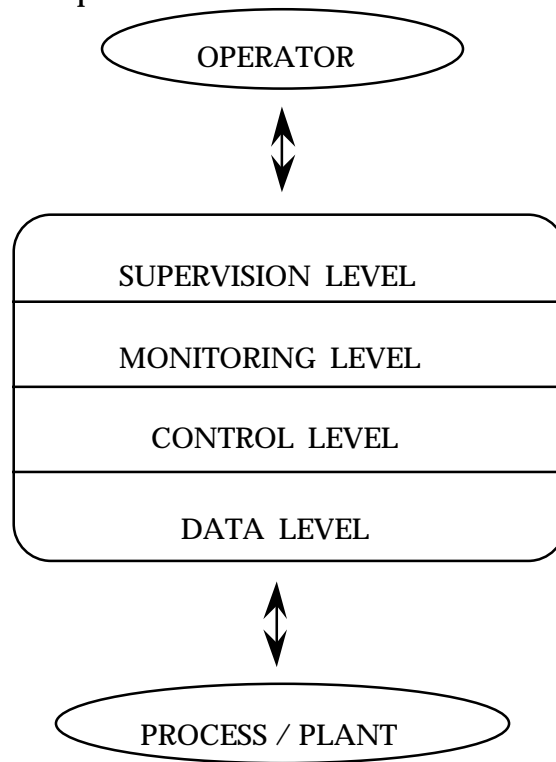 OPERATOR
SUPERVISION LEVEL
MONITORING LEVEL
CONTROL LEVEL
DATA LEVEL
PROCESS / PLANT